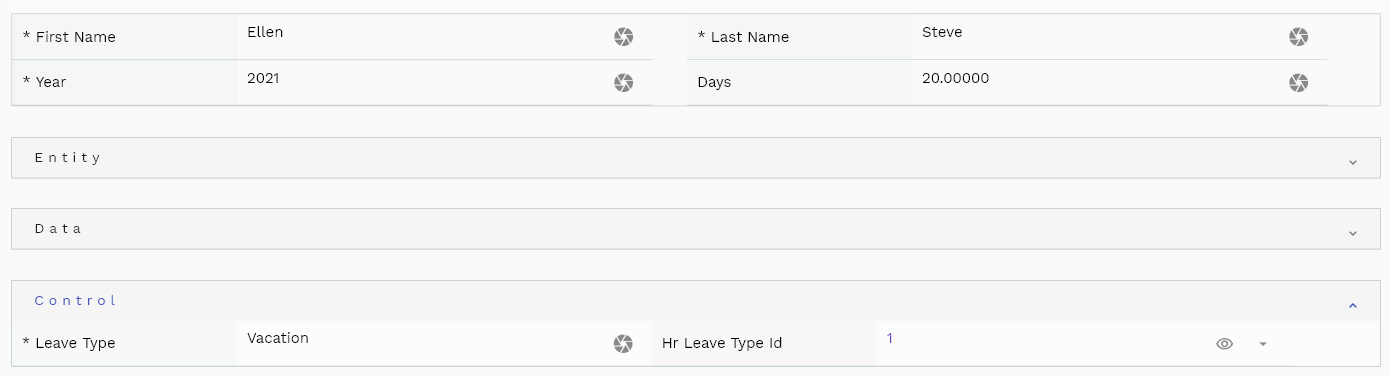 * First Name Ellen * Last Name Steve
* Year 2021 Days 20.00000
Entity
Data
Control
* Leave Type Vacation Hr Leave Type Id 1